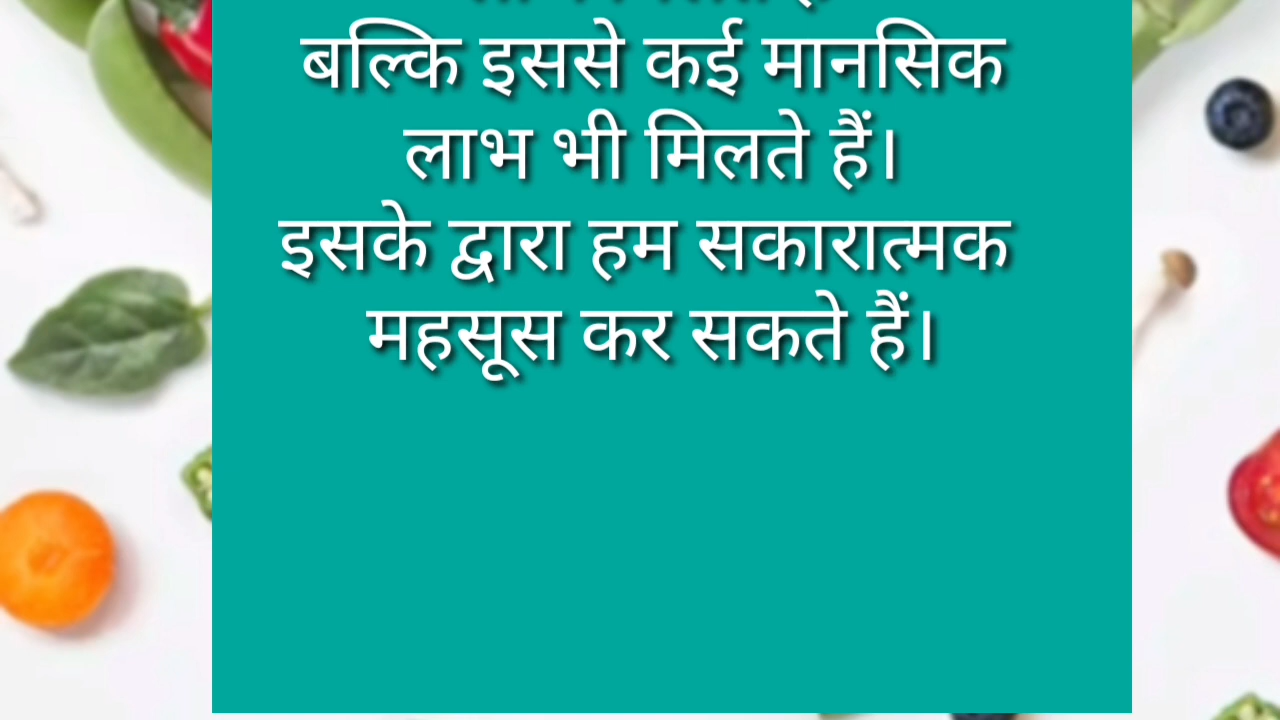 बल्कि इससे कई मानसिक
लाभ भी मिलते हैं।
इसके द्वारा हम सकारात्मक
महसूस कर सकते हैं।